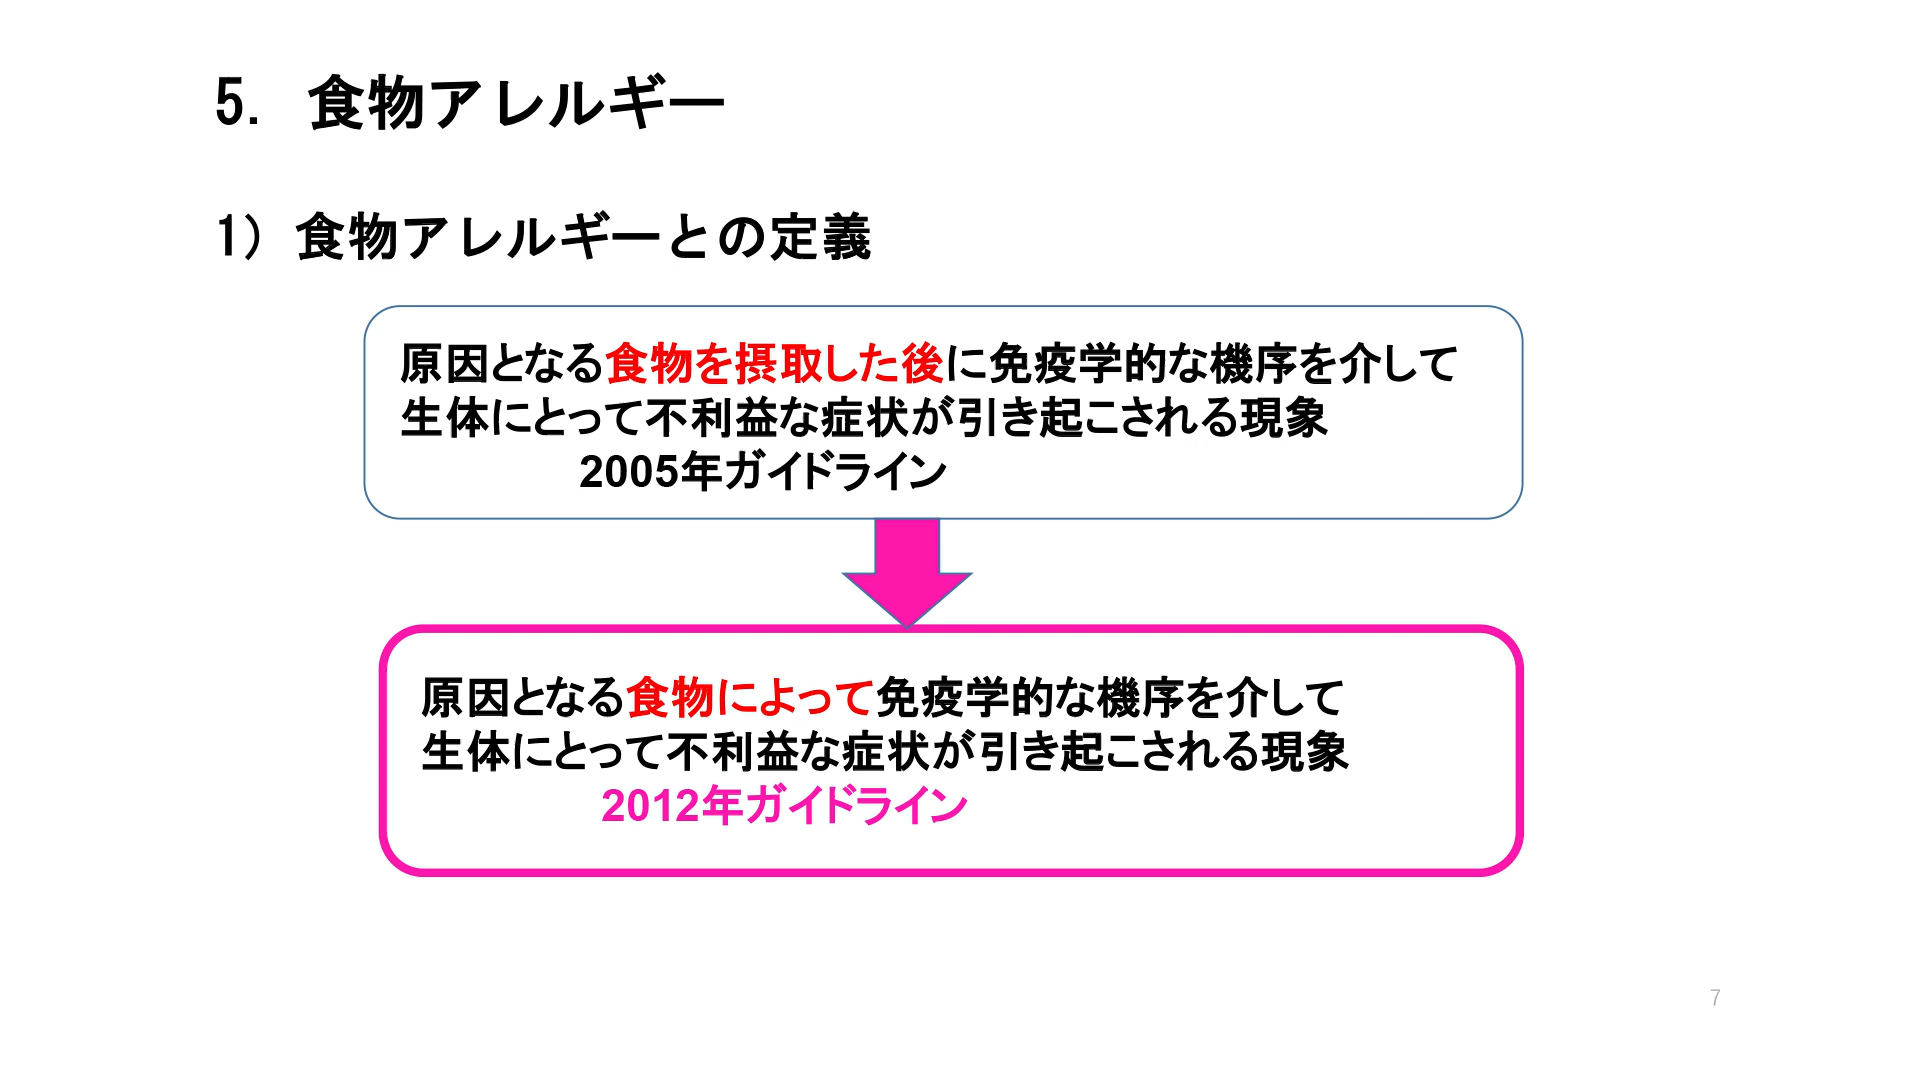 5. 食物アレルギー
1) 食物アレルギーとの定義
原因となる食物を摂取した後に免疫学的な機序を介して
生体にとって不利益な症状が引き起こされる現象
2005年ガイドライン
原因となる食物によって免疫学的な機序を介して
生体にとって不利益な症状が引き起こされる現象
2012年ガイドライン
7